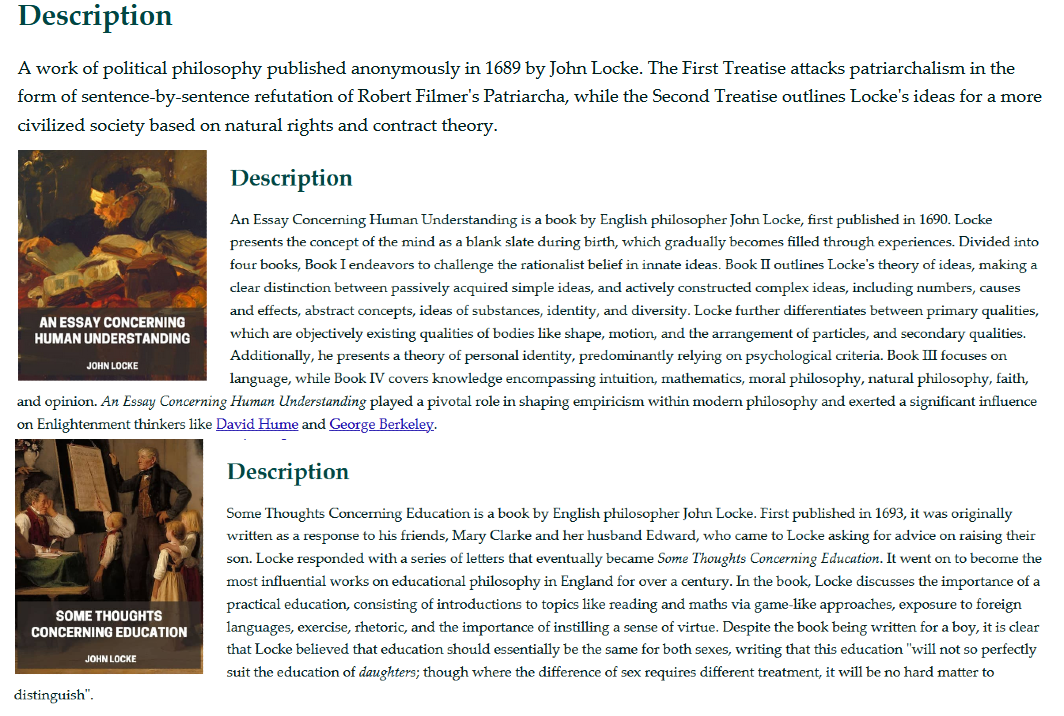 Description
A work of political philosophy published anonymously in 1689 by John Locke. The First Treatise attacks patriarchalism in the
form of sentence-by-sentence refutation of Robert Filmer's Patriarcha, while the Second Treatise outlines Locke's ideas for a more
civilized society based on natural rights and contract theory.
AN ESSAY CONCERNING
HUMAN UNDERSTANDING
JOHN LOCKE
Description
An Essay Concerning Human Understanding is a book by English philosopher John Locke, first published in 1690. Locke
presents the concept of the mind as a blank slate during birth, which gradually becomes filled through experiences. Divided into
four books, Book I endeavors to challenge the rationalist belief in innate ideas. Book II outlines Locke's theory of ideas, making a
clear distinction between passively acquired simple ideas, and actively constructed complex ideas, including numbers, causes
and effects, abstract concepts, ideas of substances, identity, and diversity. Locke further differentiates between primary qualities,
which are objectively existing qualities of bodies like shape, motion, and the arrangement of particles, and secondary qualities.
Additionally, he presents a theory of personal identity, predominantly relying on psychological criteria. Book III focuses on
language, while Book IV covers knowledge encompassing intuition, mathematics, moral philosophy, natural philosophy, faith,
and opinion. An Essay Concerning Human Understanding played a pivotal role in shaping empiricism within modern philosophy and exerted a significant influence
on Enlightenment thinkers like David Hume and George Berkeley.
SOME THOUGHTS
CONCERNING EDUCATION
JOHN LOCKE
Description
Some Thoughts Concerning Education is a book by English philosopher John Locke. First published in 1693, it was originally
written as a response to his friends, Mary Clarke and her husband Edward, who came to Locke asking for advice on raising their
son. Locke responded with a series of letters that eventually became Some Thoughts Concerning Education. It went on to become the
most influential works on educational philosophy in England for over a century. In the book, Locke discusses the importance of a
practical education, consisting of introductions to topics like reading and maths via game-like approaches, exposure to foreign
languages, exercise, rhetoric, and the importance of instilling a sense of virtue. Despite the book being written for a boy, it is clear
that Locke believed that education should essentially be the same for both sexes, writing that this education "will not so perfectly
suit the education of daughters; though where the difference of sex requires different treatment, it will be no hard matter to
distinguish".